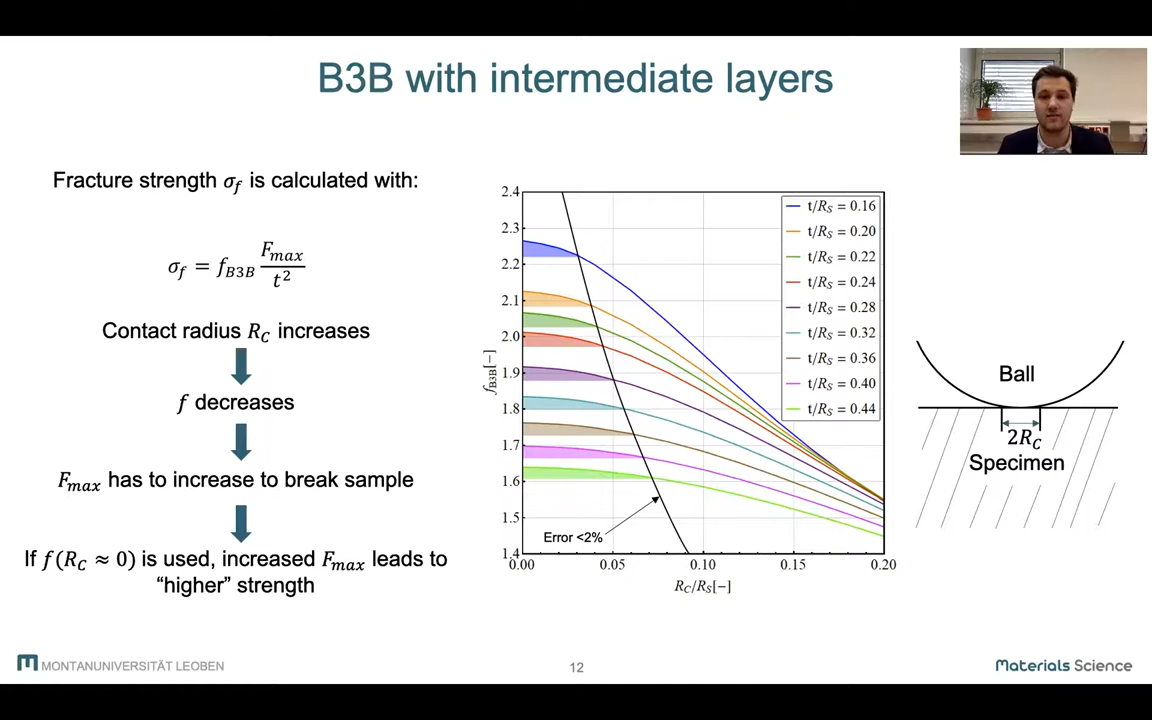 B3B with intermediate layers
Fracture strength σ_f is calculated with:
σ_f = f_B3B F_max / t²
Contact radius R_C increases
f decreases
F_max has to increase to break sample
If f(R_C ≈ 0) is used, increased F_max leads to
“higher” strength
2.4
2.3
2.2
2.1
2.0
1.9
1.8
1.7
1.6
1.5
1.4
f_B3B[−]
0.00
0.05
0.10
0.15
0.20
R_C/R_S[−]
Error <2%
t/R_S = 0.16
t/R_S = 0.20
t/R_S = 0.22
t/R_S = 0.24
t/R_S = 0.28
t/R_S = 0.32
t/R_S = 0.36
t/R_S = 0.40
t/R_S = 0.44
Ball
2R_C
Specimen
MONTANUNIVERSITÄT LEOBEN
12
Materials Science